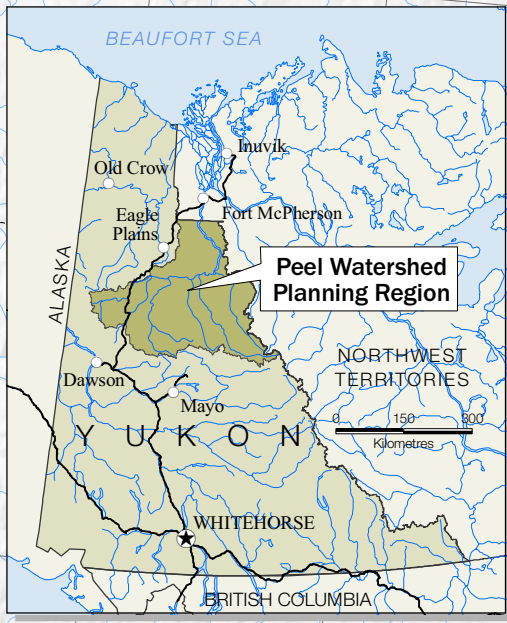 BEAUFORT SEA
Inuvik
Old Crow
Eagle
Plains
Fort McPherson
ALASKA
Peel Watershed
Planning Region
NORTHWEST
TERRITORIES
Dawson
Mayo
0 150 300
Kilometres
YUKON
WHITEHORSE
BRITISH COLUMBIA